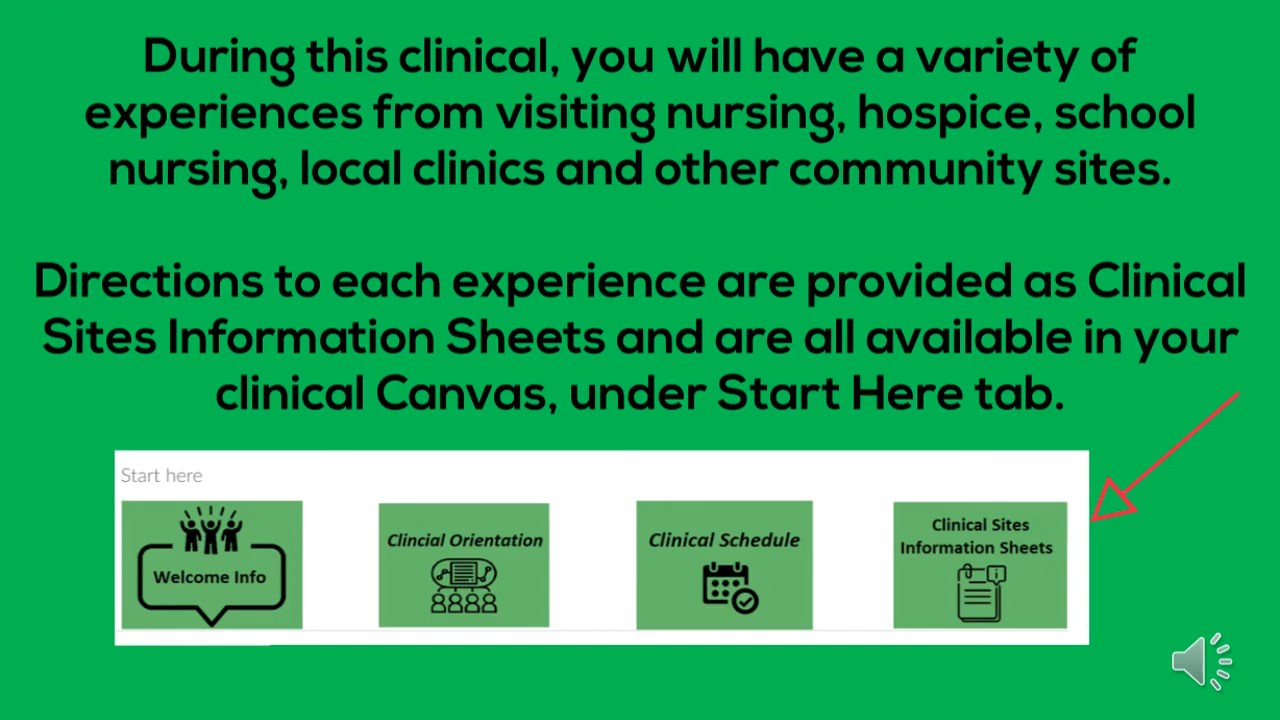 During this clinical, you will have a variety of
experiences from visiting nursing, hospice, school
nursing, local clinics and other community sites.
Directions to each experience are provided as Clinical
Sites Information Sheets and are all available in your
clinical Canvas, under Start Here tab.
Start here
Welcome Info
Clincial Orientation
Clinical Schedule
Clinical Sites
Information Sheets